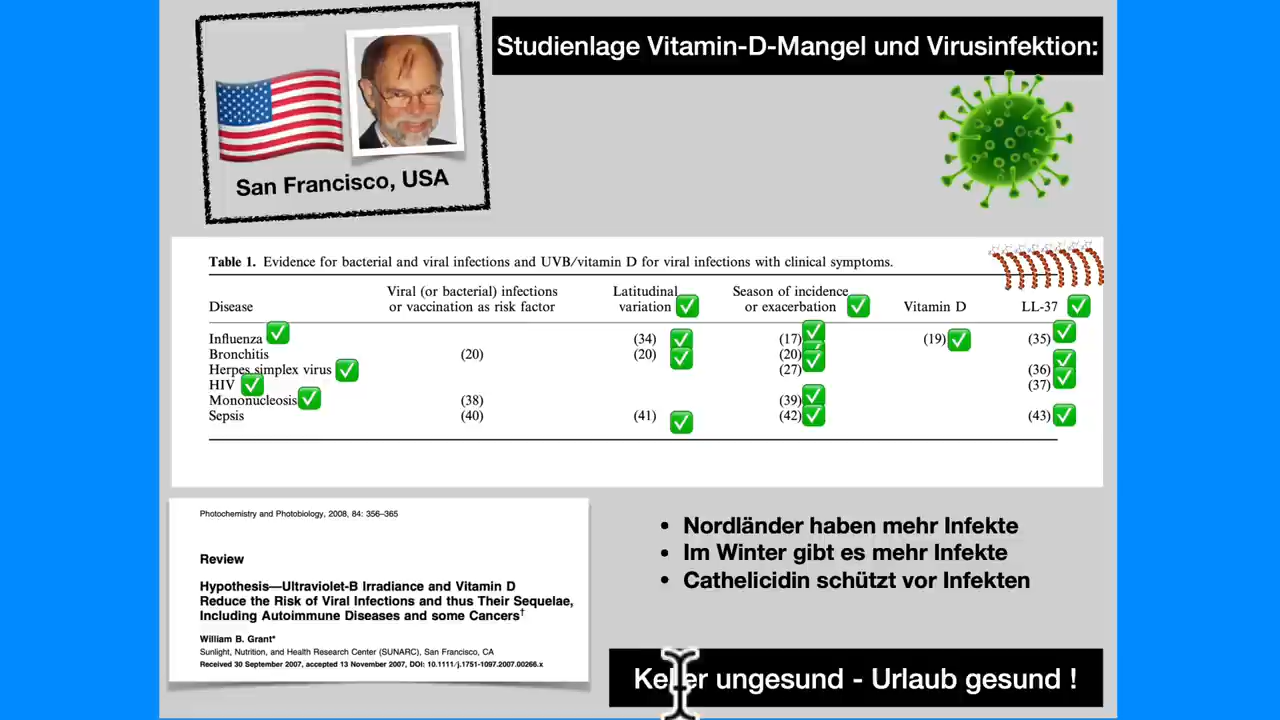 Studienlage Vitamin-D-Mangel und Virusinfektion:
San Francisco, USA
Table 1. Evidence for bacterial and viral infections and UVB/vitamin D for viral infections with clinical symptoms.
Viral (or bacterial) infections Latitudinal Season of incidence
Disease or vaccination as risk factor variation or exacerbation Vitamin D LL-37
Influenza (34) (17) (19) (35)
Bronchitis (20) (20) (20)
Herpes simplex virus (27) (36)
HIV (37)
Mononucleosis (38) (39)
Sepsis (40) (41) (42) (43)
Photochemistry and Photobiology, 2008, 84: 356–365
Review
Hypothesis—Ultraviolet-B Irradiance and Vitamin D
Reduce the Risk of Viral Infections and thus Their Sequelae,
Including Autoimmune Diseases and some Cancers†
William B. Grant*
Sunlight, Nutrition, and Health Research Center (SUNARC), San Francisco, CA
Received 30 September 2007, accepted 13 November 2007, DOI: 10.1111/j.1751-1097.2007.00266.x
• Nordländer haben mehr Infekte
• Im Winter gibt es mehr Infekte
• Cathelicidin schützt vor Infekten
Keller ungesund - Urlaub gesund !